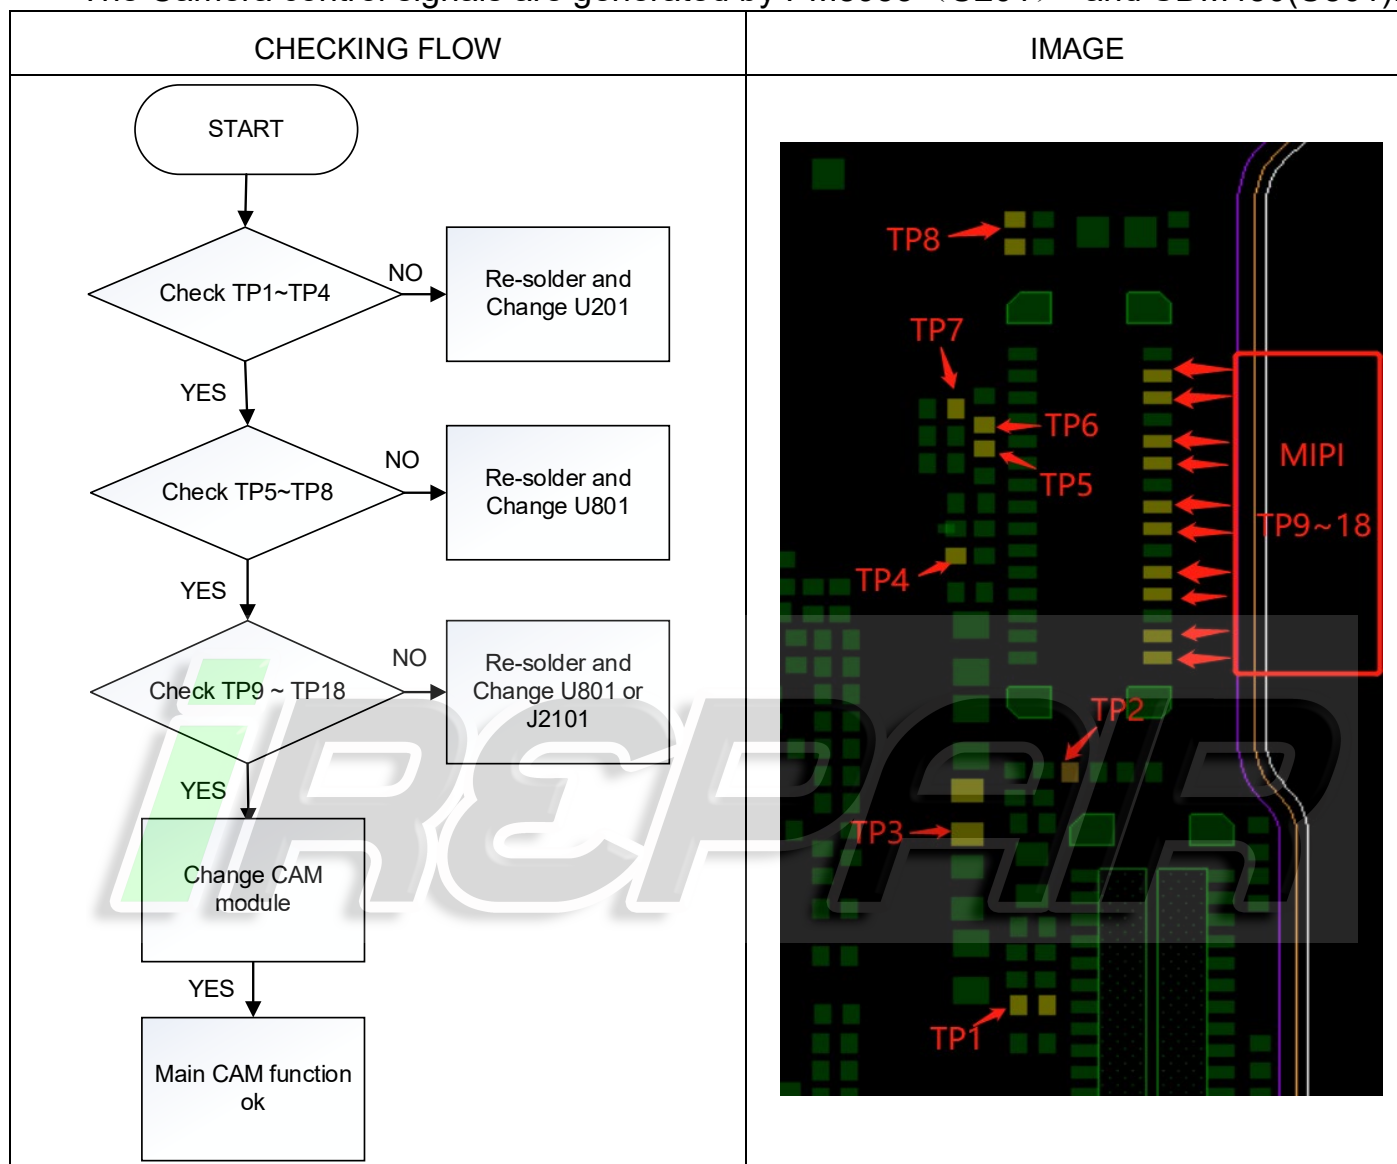 CHECKING FLOW
IMAGE
START
Check TP1~TP4
NO
Re-solder and
Change U201
YES
Check TP5~TP8
NO
Re-solder and
Change U801
YES
Check TP9 ~ TP18
NO
Re-solder and
Change U801 or
J2101
YES
Change CAM
module
YES
Main CAM function
ok
TP8
TP7
TP6
TP5
TP4
MIPI
TP9~18
TP2
TP3
TP1
iREPAIR